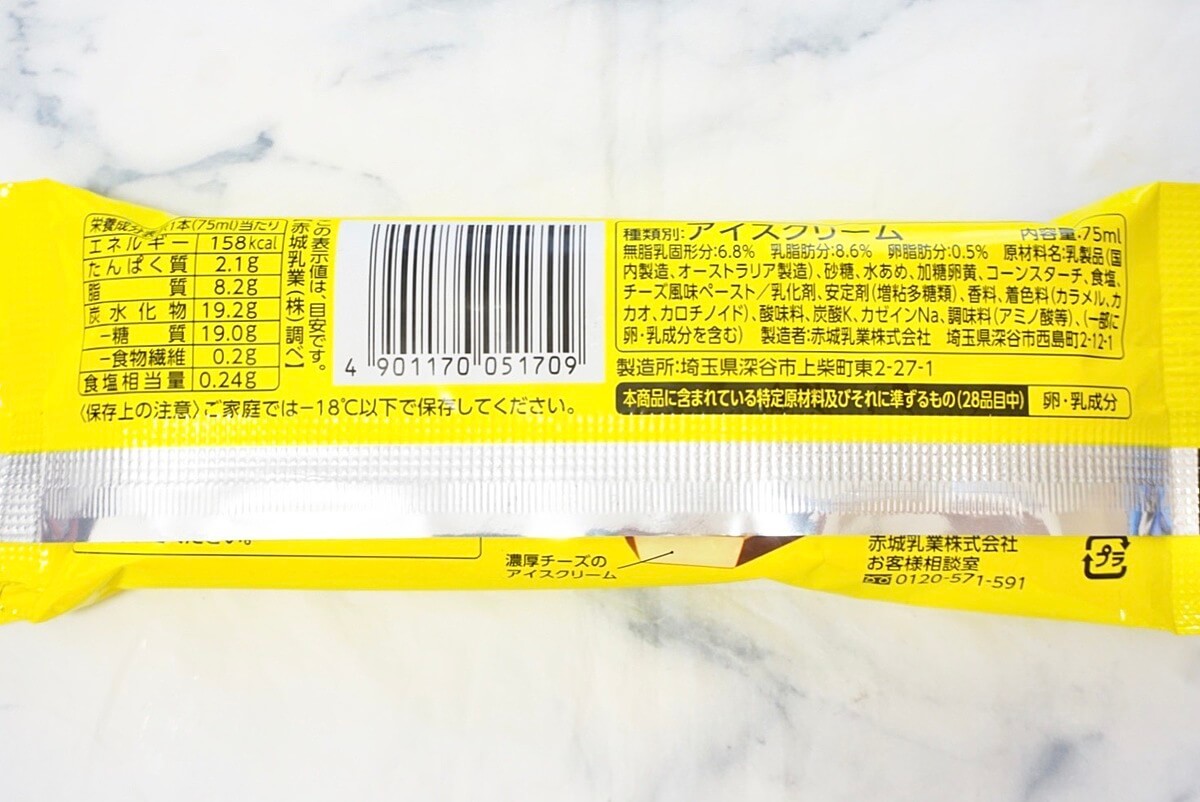 栄養成分表示 1本(75ml)当たり
エネルギー 158kcal
たんぱく質 2.1g
脂質 8.2g
炭水化物 19.2g
−糖質 19.0g
−食物繊維 0.2g
食塩相当量 0.24g
この表示値は、目安です。
[赤城乳業(株)調べ]
〈保存上の注意〉ご家庭では−18℃以下で保存してください。
4 901170 051709
種類別:アイスクリーム 内容量:75ml
無脂乳固形分:6.8% 乳脂肪分:8.6% 卵脂肪分:0.5% 原材料名:乳製品(国
内製造、オーストラリア製造)、砂糖、水あめ、加糖卵黄、コーンスターチ、食塩、
チーズ風味ペースト/乳化剤、安定剤(増粘多糖類)、香料、着色料(カラメル、カ
カオ、カロチノイド)、酸味料、炭酸K、カゼインNa、調味料(アミノ酸等)、(一部に
卵・乳成分を含む) 製造者:赤城乳業株式会社 埼玉県深谷市西島町2-12-1
製造所:埼玉県深谷市上柴町東2-27-1
本商品に含まれている特定原材料及びそれに準ずるもの(28品目中) 卵・乳成分
ください。
濃厚チーズの
アイスクリーム
赤城乳業株式会社
お客様相談室
0120-571-591
プラ